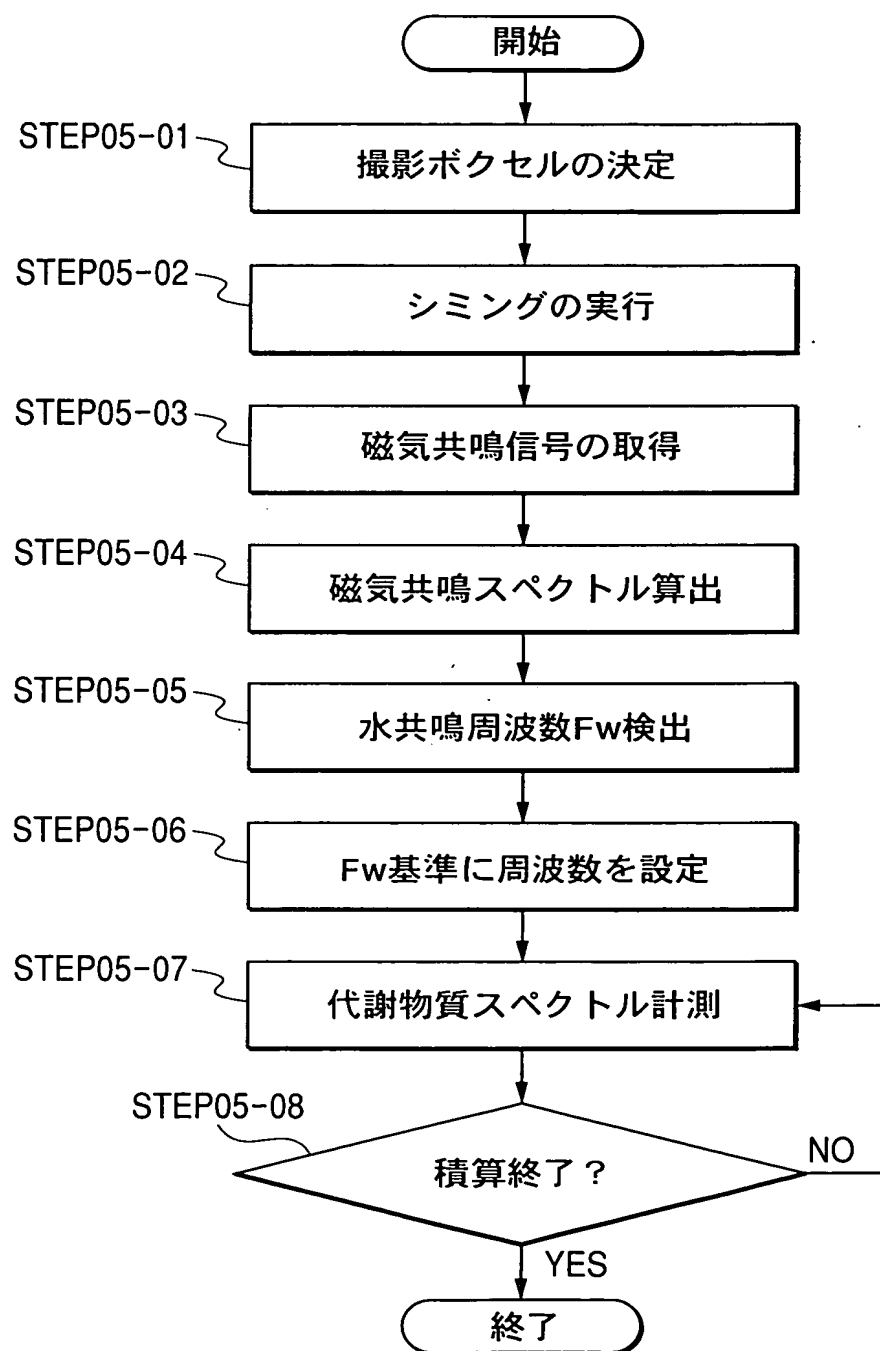 開始
STEP05-01
撮影ボクセルの決定
STEP05-02
シミングの実行
STEP05-03
磁気共鳴信号の取得
STEP05-04
磁気共鳴スペクトル算出
STEP05-05
水共鳴周波数Fw検出
STEP05-06
Fw基準に周波数を設定
STEP05-07
代謝物質スペクトル計測
STEP05-08
積算終了？
NO
YES
終了